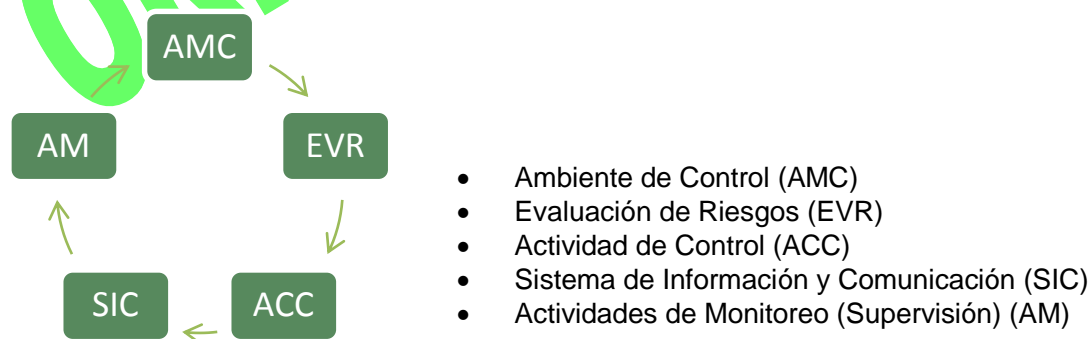 AMC
AM
EVR
SIC
ACC
• Ambiente de Control (AMC)
• Evaluación de Riesgos (EVR)
• Actividad de Control (ACC)
• Sistema de Información y Comunicación (SIC)
• Actividades de Monitoreo (Supervisión) (AM)